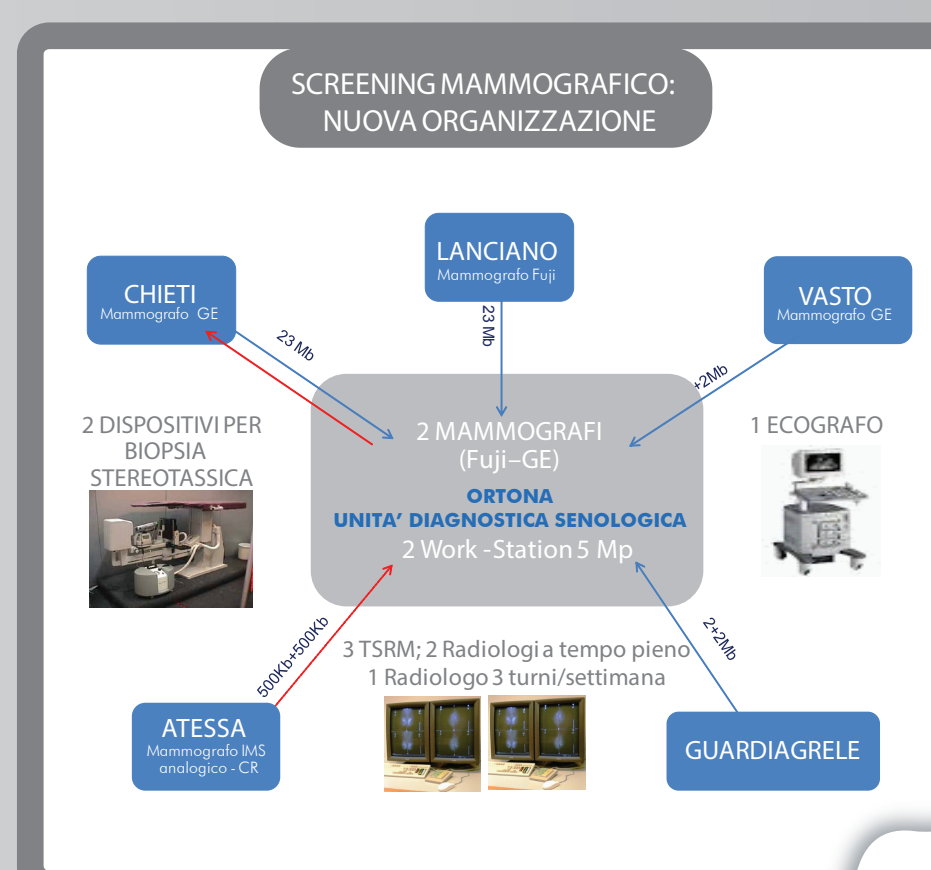 SCREENING MAMMOGRAFICO:
NUOVA ORGANIZZAZIONE
LANCIANO
Mammografo Fuji
CHIETI
Mammografo GE
VASTO
Mammografo GE
23 Mb
23 Mb
+2Mb
2 DISPOSITIVI PER
BIOPSIA
STEREOTASSICA
2 MAMMOGRAFI
(Fuji–GE)
ORTONA
UNITA' DIAGNOSTICA SENOLOGICA
2 Work -Station 5 Mp
1 ECOGRAFO
500Kb+500Kb
2+2Mb
3 TSRM; 2 Radiologi a tempo pieno
1 Radiologo 3 turni/settimana
ATESSA
Mammografo IMS
analogico - CR
GUARDIAGRELE